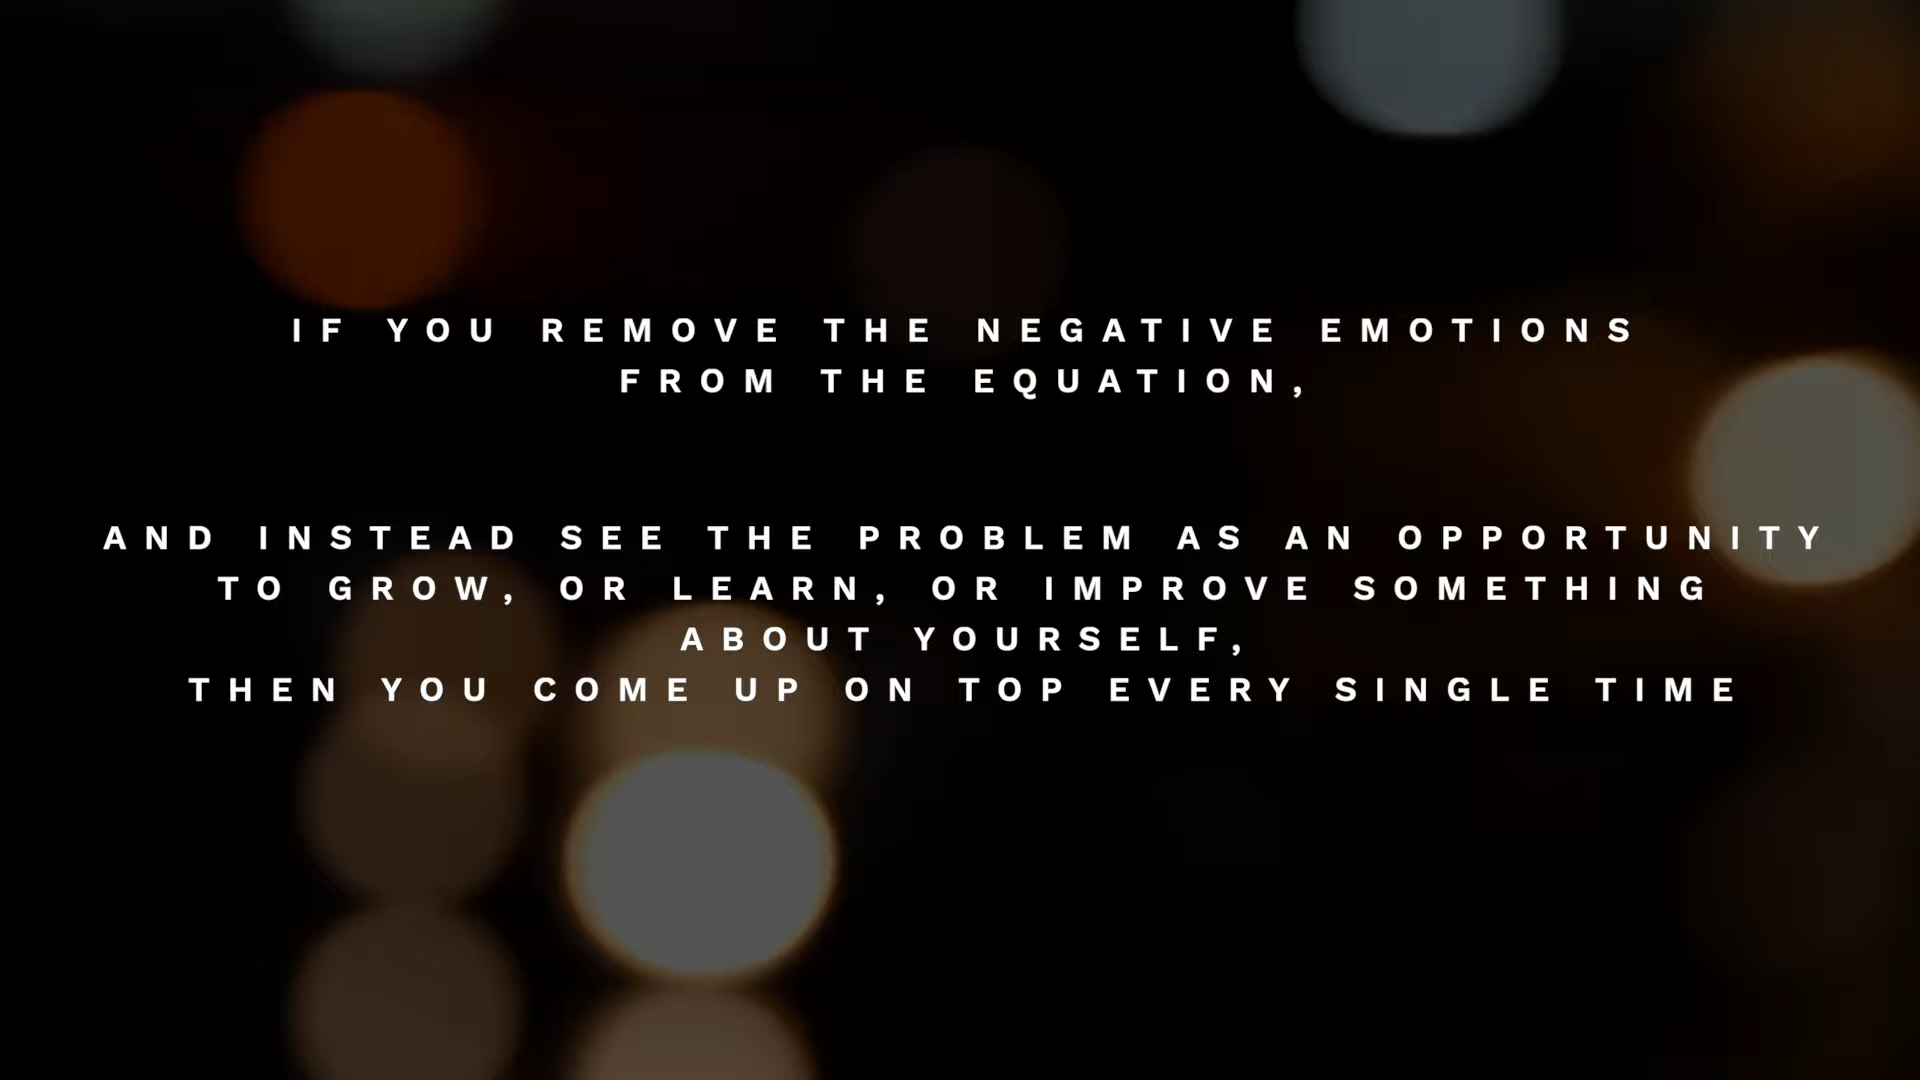 IF YOU REMOVE THE NEGATIVE EMOTIONS
FROM THE EQUATION,
AND INSTEAD SEE THE PROBLEM AS AN OPPORTUNITY
TO GROW, OR LEARN, OR IMPROVE SOMETHING
ABOUT YOURSELF,
THEN YOU COME UP ON TOP EVERY SINGLE TIME